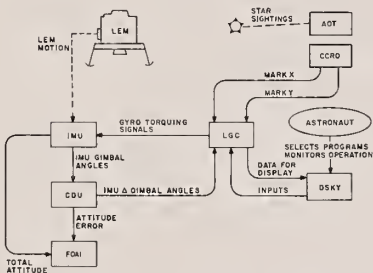 STAR
SIGHTINGS
AOT
LEM
LEM
MOTION
CCRD
MARK X
MARK Y
ASTRONAUT
GYRO TORQUING
SIGNALS
IMU
LGC
SELECTS PROGRAMS
MONITORS OPERATION
IMU GIMBAL
ANGLES
DATA FOR
DISPLAY
CDU
IMU Δ GIMBAL ANGLES
INPUTS
DSKY
ATTITUDE
ERROR
FDAI
TOTAL
ATTITUDE